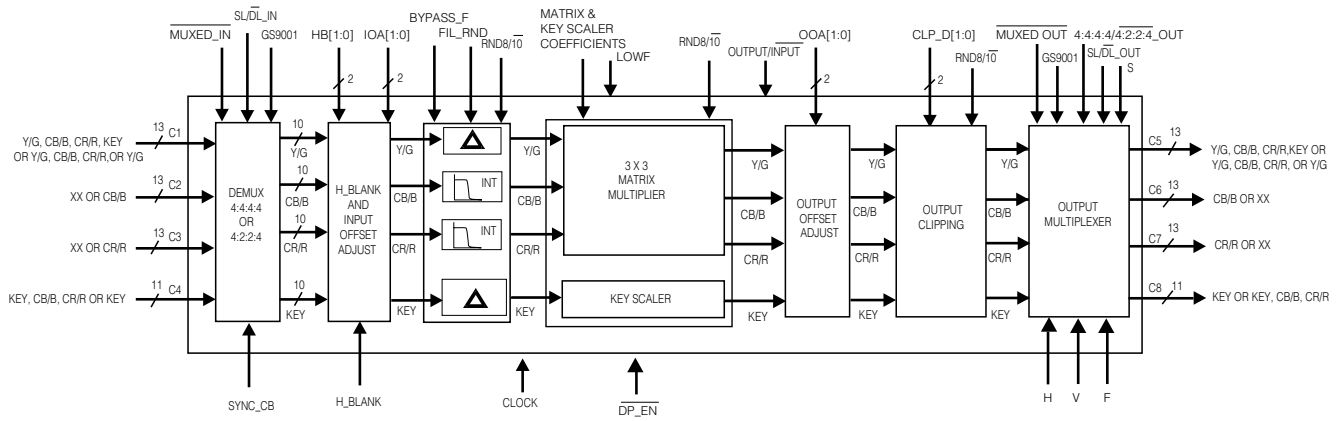 MUXED_IN
SL/DL_IN
GS9001
HB[1:0]
IOA[1:0]
BYPASS_F
FIL_RND
RND8/10
MATRIX &
KEY SCALER
COEFFICIENTS
LOWF
RND8/10
OUTPUT/INPUT
OOA[1:0]
CLP_D[1:0]
RND8/10
MUXED OUT
GS9001
4:4:4:4/4:2:2:4_OUT
SL/DL_OUT
S
2
2
2
2
13 C1
Y/G, CB/B, CR/R, KEY
OR Y/G, CB/B, CR/R,OR Y/G
13 C2
XX OR CB/B
13 C3
XX OR CR/R
11 C4
KEY, CB/B, CR/R OR KEY
DEMUX
4:4:4:4
OR
4:2:2:4
10
Y/G
10
CB/B
10
CR/R
10
KEY
H_BLANK
AND
INPUT
OFFSET
ADJUST
Y/G
CB/B
CR/R
KEY
INT
INT
Y/G
CB/B
CR/R
KEY
3 X 3
MATRIX
MULTIPLIER
KEY SCALER
Y/G
CB/B
CR/R
KEY
OUTPUT
OFFSET
ADJUST
Y/G
CB/B
CR/R
KEY
OUTPUT
CLIPPING
Y/G
CB/B
CR/R
KEY
OUTPUT
MULTIPLEXER
C5 13
Y/G, CB/B, CR/R,KEY OR
Y/G, CB/B, CR/R, OR Y/G
C6 13
CB/B OR XX
C7 13
CR/R OR XX
C8 11
KEY OR KEY, CB/B, CR/R
SYNC_CB
H_BLANK
CLOCK
DP_EN
H V F